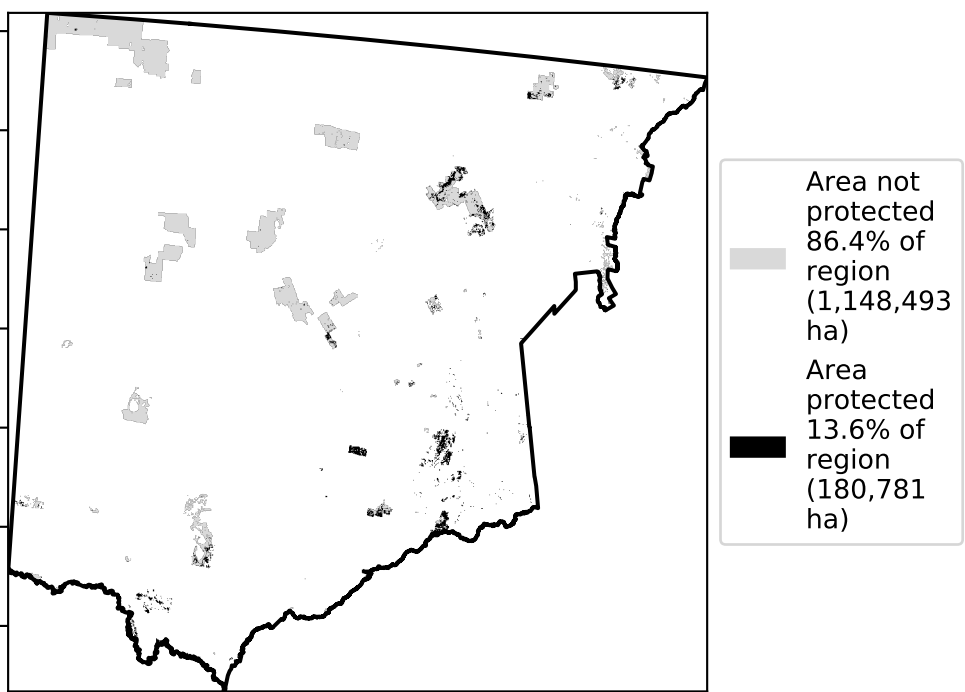 Area not
protected
86.4% of
region
(1,148,493
ha)
Area
protected
13.6% of
region
(180,781
ha)